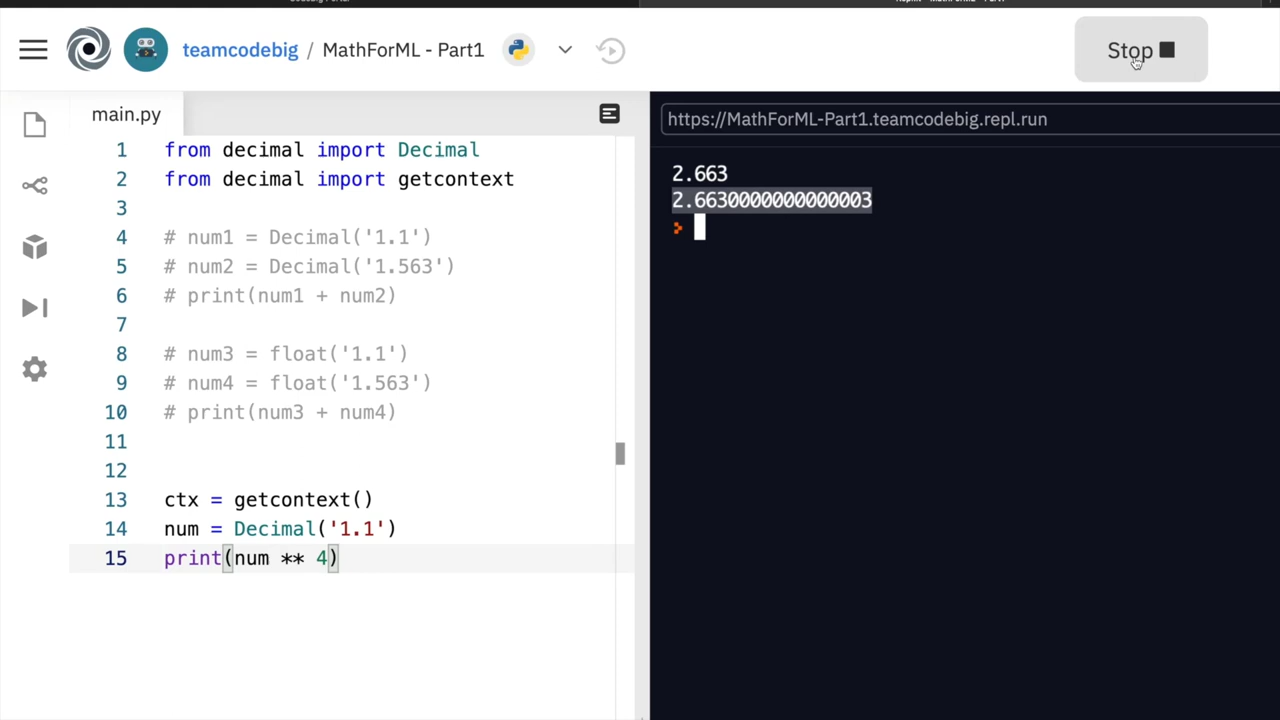 teamcodebig / MathForML - Part1
Stop
main.py
https://MathForML-Part1.teamcodebig.repl.run
1 from decimal import Decimal
2 from decimal import getcontext
3
4 # num1 = Decimal('1.1')
5 # num2 = Decimal('1.563')
6 # print(num1 + num2)
7
8 # num3 = float('1.1')
9 # num4 = float('1.563')
10 # print(num3 + num4)
11
12
13 ctx = getcontext()
14 num = Decimal('1.1')
15 print(num ** 4)
2.663
2.6630000000000003
>